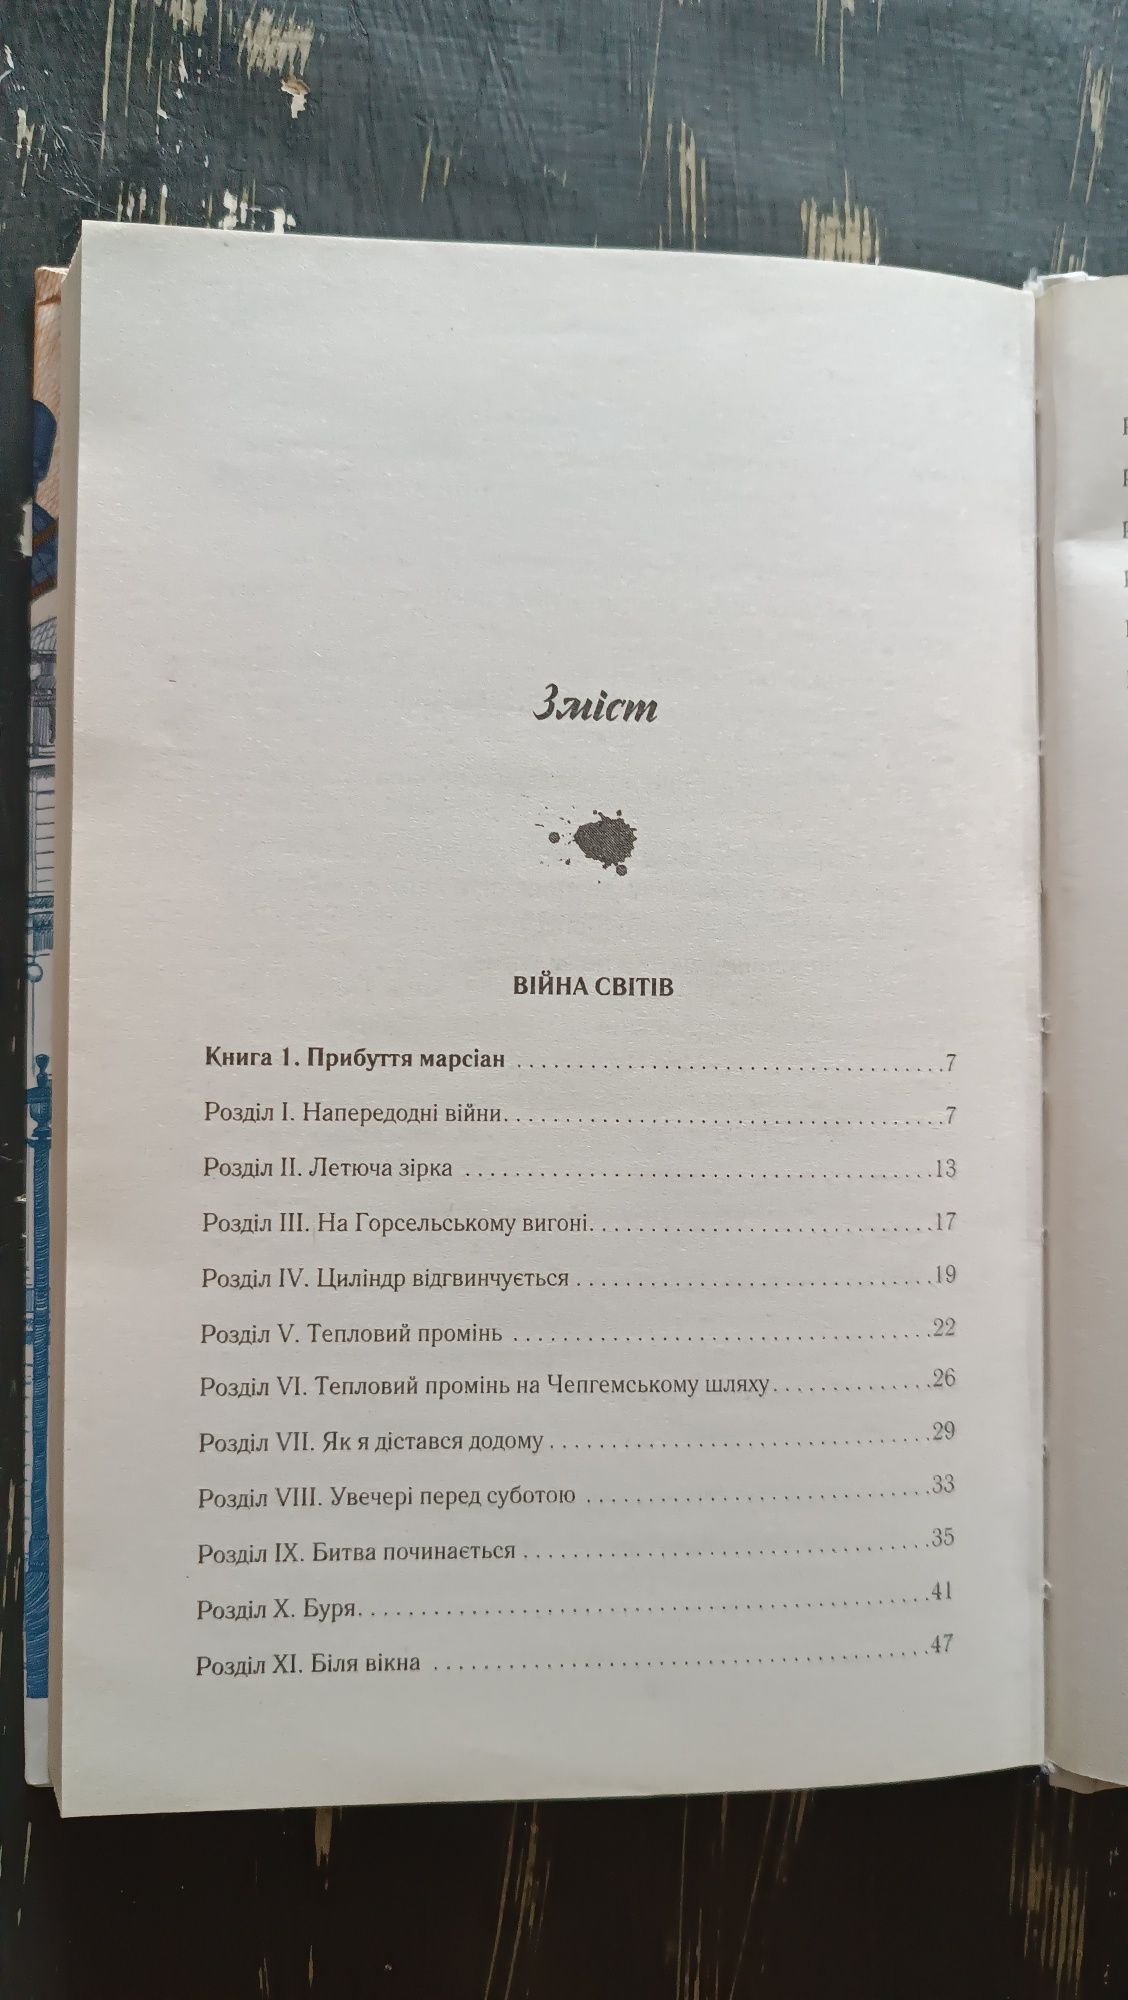 Зміст
ВІЙНА СВІТІВ
Книга 1. Прибуття марсіан ........................................ 7
Розділ I. Напередодні війни........................................ 7
Розділ II. Летюча зірка ........................................ 13
Розділ III. На Горсельському вигоні........................................ 17
Розділ IV. Циліндр відгвинчується ........................................ 19
Розділ V. Тепловий промінь ........................................ 22
Розділ VI. Тепловий промінь на Чепгемському шляху............... 26
Розділ VII. Як я дістався додому ........................................ 29
Розділ VIII. Увечері перед суботою ........................................ 33
Розділ IX. Битва починається ........................................ 35
Розділ X. Буря........................................ 41
Розділ XI. Біля вікна ........................................ 47